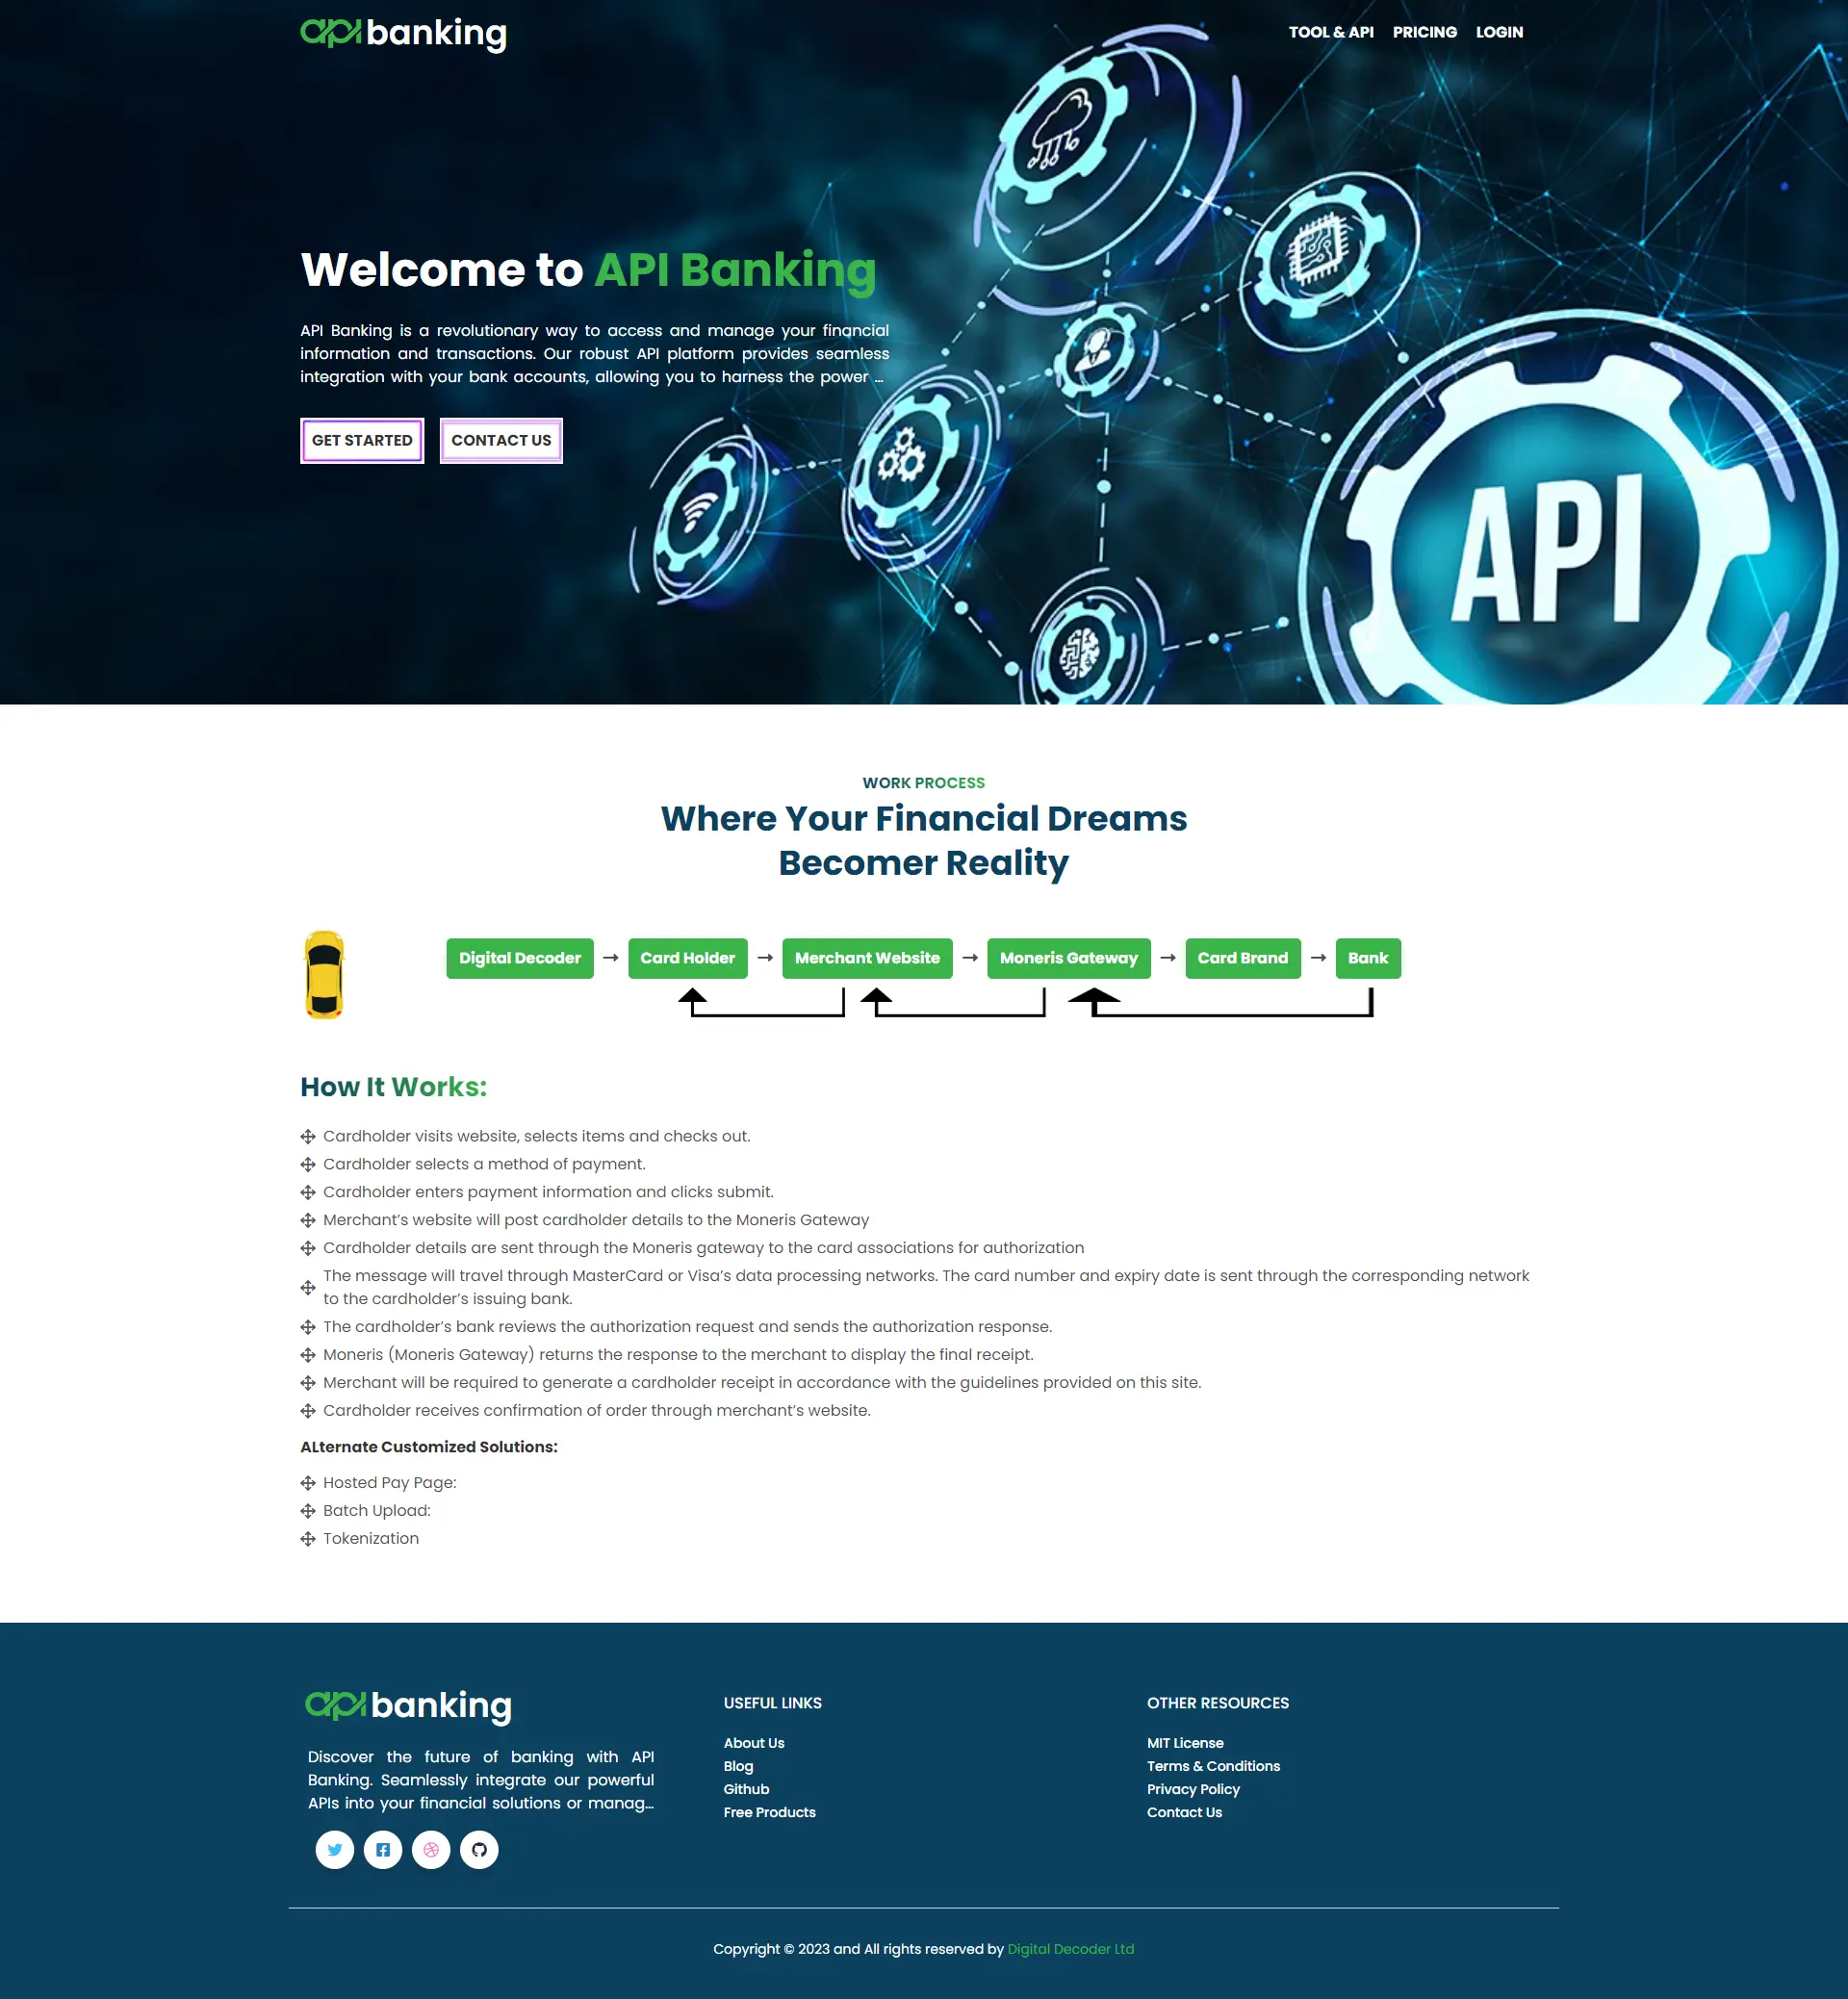 api banking
TOOL & API PRICING LOGIN
Welcome to API Banking
API Banking is a revolutionary way to access and manage your financial
information and transactions. Our robust API platform provides seamless
integration with your bank accounts, allowing you to harness the power ...
GET STARTED CONTACT US
API
WORK PROCESS
Where Your Financial Dreams
Becomer Reality
Digital Decoder → Card Holder → Merchant Website → Moneris Gateway → Card Brand → Bank
How It Works:
Cardholder visits website, selects items and checks out.
Cardholder selects a method of payment.
Cardholder enters payment information and clicks submit.
Merchant’s website will post cardholder details to the Moneris Gateway
Cardholder details are sent through the Moneris gateway to the card associations for authorization
The message will travel through MasterCard or Visa’s data processing networks. The card number and expiry date is sent through the corresponding network
to the cardholder’s issuing bank.
The cardholder’s bank reviews the authorization request and sends the authorization response.
Moneris (Moneris Gateway) returns the response to the merchant to display the final receipt.
Merchant will be required to generate a cardholder receipt in accordance with the guidelines provided on this site.
Cardholder receives confirmation of order through merchant’s website.
ALternate Customized Solutions:
Hosted Pay Page:
Batch Upload:
Tokenization
api banking
Discover the future of banking with API
Banking. Seamlessly integrate our powerful
APIs into your financial solutions or manag...
USEFUL LINKS
About Us
Blog
Github
Free Products
OTHER RESOURCES
MIT License
Terms & Conditions
Privacy Policy
Contact Us
Copyright © 2023 and All rights reserved by Digital Decoder Ltd